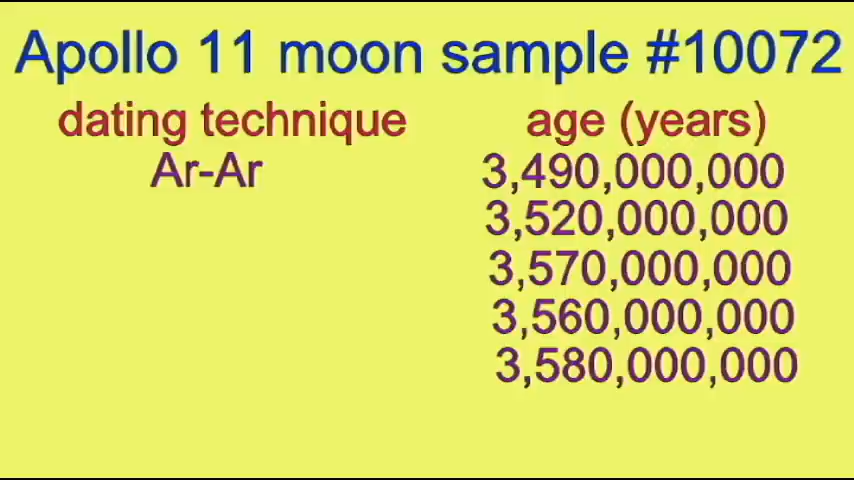 Apollo 11 moon sample #10072
dating technique age (years)
Ar-Ar 3,490,000,000
3,520,000,000
3,570,000,000
3,560,000,000
3,580,000,000